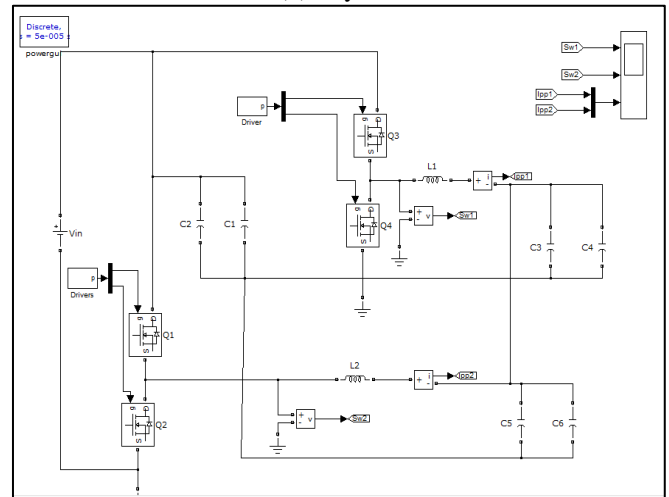 Discrete,
s = 5e-005 s
powergu
Sw1
Sw2
Ipp1
Ipp2
p
Driver
g
D
S
Q3
L1
+
-
i
Ipp1
g
D
S
Q4
+
-
v
Sw1
C2
C1
C3
C4
+
Vin
p
Drivers
g
D
S
Q1
L2
+
-
i
Ipp2
g
D
S
Q2
+
-
v
Sw2
C5
C6